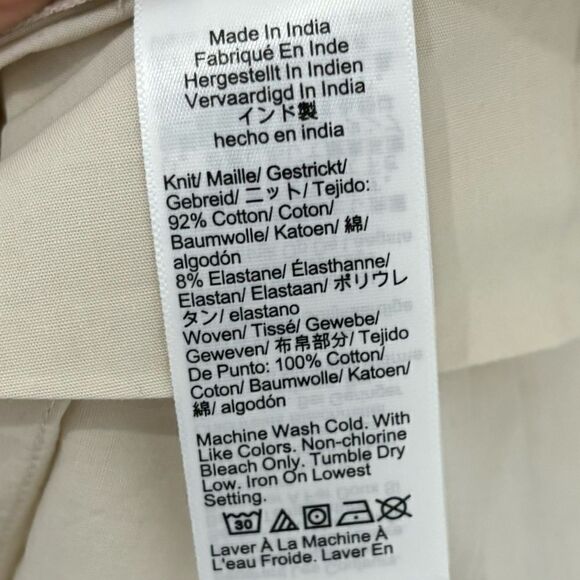 Made In India
Fabriqué En Inde
Hergestellt In Indien
Vervaardigd In India
インド製
hecho en india
Knit/ Maille/ Gestrickt/
Gebreid/ ニット/ Tejido:
92% Cotton/ Coton/
Baumwolle/ Katoen/ 綿/
algodón
8% Elastane/ Élasthanne/
Elastan/ Elastaan/ ポリウレ
タン/ elastano
Woven/ Tissé/ Gewebe/
Geweven/ 布帛部分/ Tejido
De Punto: 100% Cotton/
Coton/ Baumwolle/ Katoen/
綿/ algodón
Machine Wash Cold. With
Like Colors. Non-chlorine
Bleach Only. Tumble Dry
Low. Iron On Lowest
Setting.
30
Laver À La Machine À
L'eau Froide. Laver En